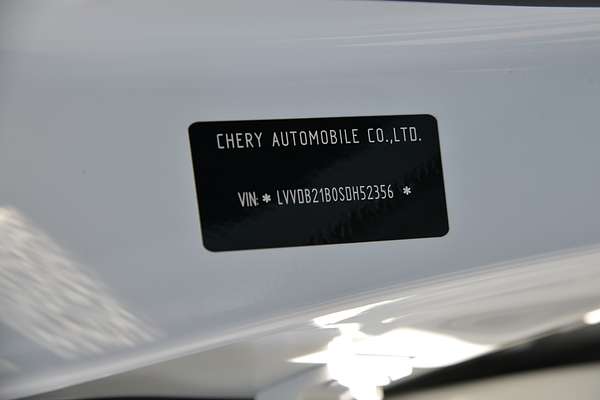 CHERY AUTOMOBILE CO.,LTD.
VIN:* LVVDB21B0SDH52356 *